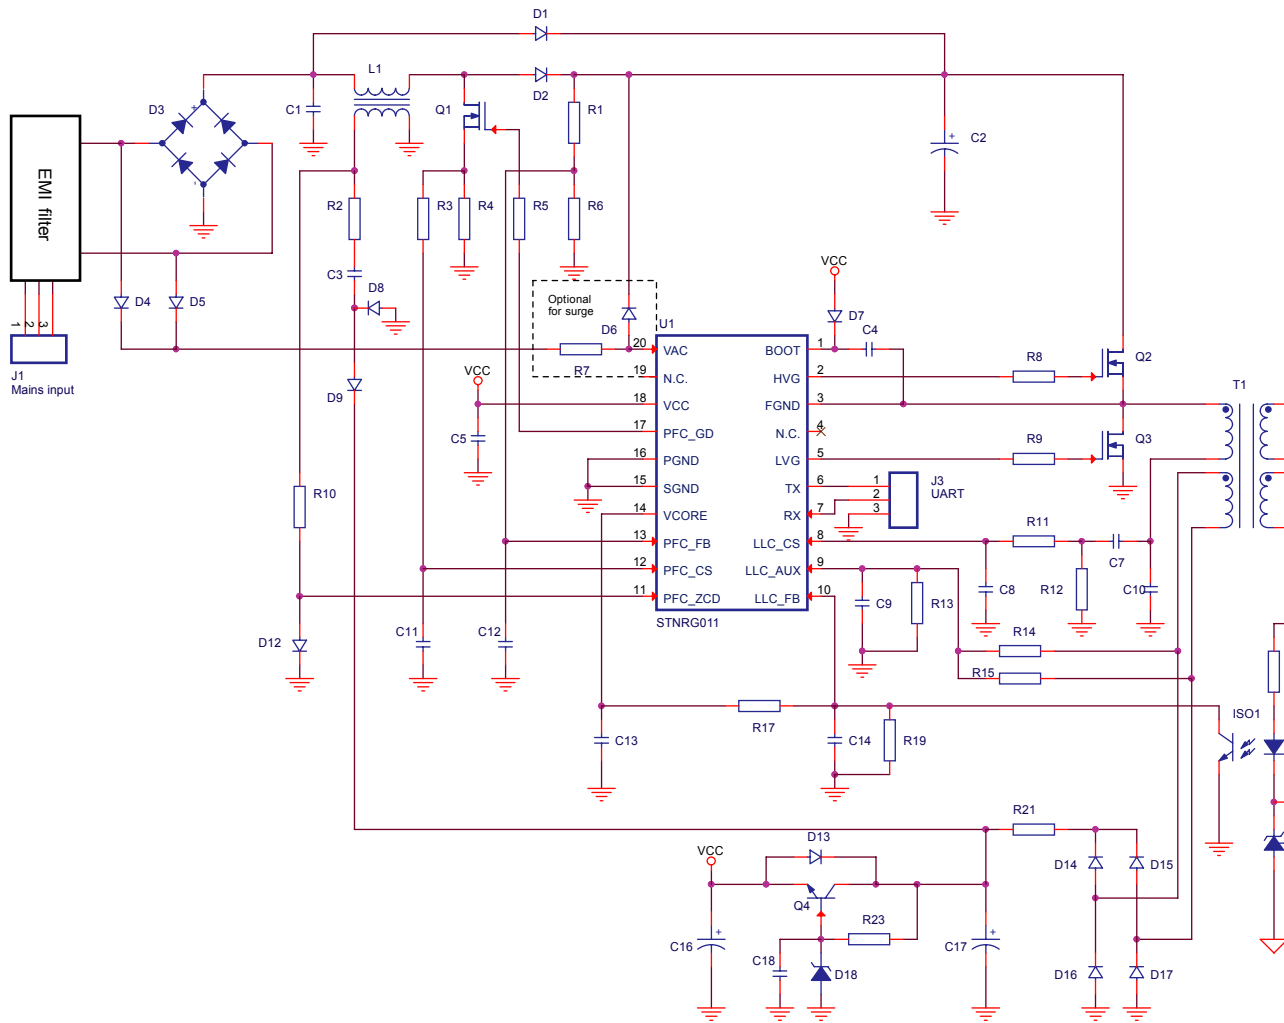 D1
L1
D2
D3
C1
Q1
R1
C2
+
+
-
EMI filter
R2
R3
R4
R5
R6
C3
D8
VCC
D4
D5
Optional
for surge
D6
U1
D7
C4
1
2
3
J1
Mains input
R7
20
VAC
BOOT
1
19
N.C.
HVG
2
R8
Q2
VCC
18
VCC
FGND
3
T1
D9
C5
17
PFC_GD
N.C.
4
16
PGND
LVG
5
R9
Q3
15
SGND
TX
6
1
J3
UART
2
R10
14
VCORE
RX
7
3
13
PFC_FB
LLC_CS
8
R11
12
PFC_CS
LLC_AUX
9
C7
11
PFC_ZCD
LLC_FB
10
C9
R13
C8
R12
C10
STNRG011
D12
C11
C12
R14
R15
R17
C13
C14
R19
ISO1
R21
VCC
D13
D14
D15
Q4
R23
C16
+
C18
D18
C17
+
D16
D17